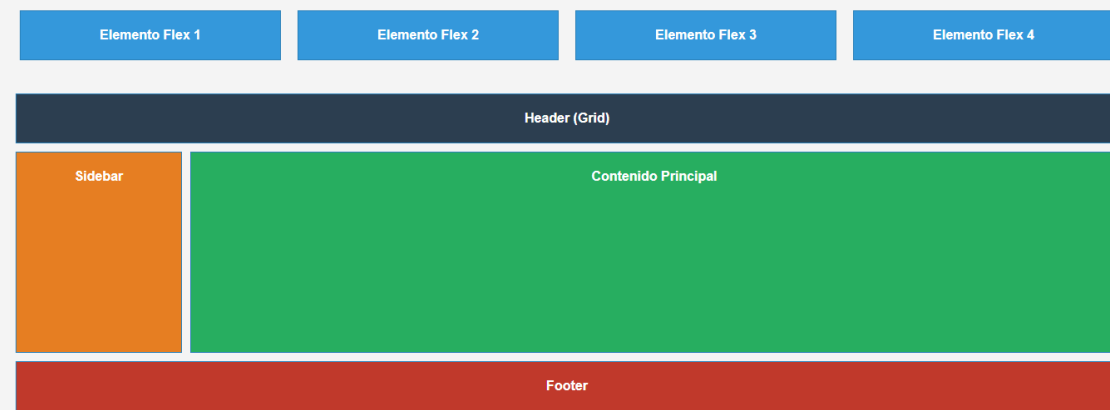 Elemento Flex 1
Elemento Flex 2
Elemento Flex 3
Elemento Flex 4
Header (Grid)
Sidebar
Contenido Principal
Footer